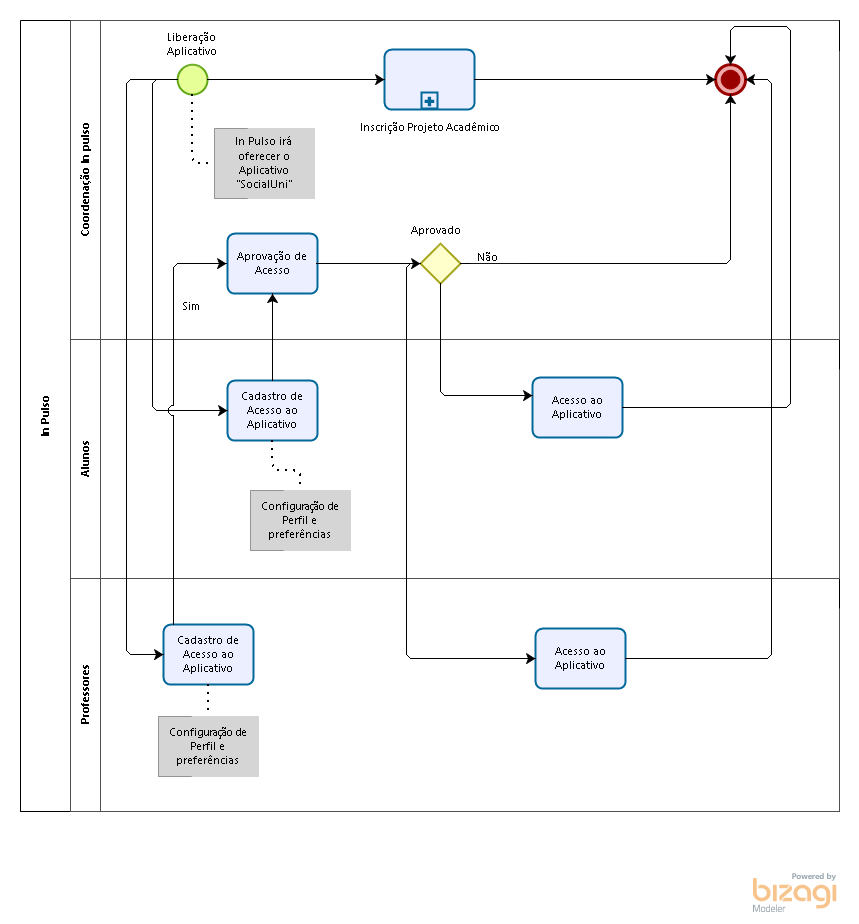 Liberação
Aplicativo
Inscrição Projeto Acadêmico
In Pulso irá
oferecer o
Aplicativo
"SocialUni"
Coordenação In pulso
Aprovado
Aprovação de
Acesso
Não
Sim
In Pulso
Alunos
Cadastro de
Acesso ao
Aplicativo
Acesso ao
Aplicativo
Configuração de
Perfil e
preferências
Professores
Cadastro de
Acesso ao
Aplicativo
Acesso ao
Aplicativo
Configuração de
Perfil e
preferências
Powered by
bizagi
Modeler